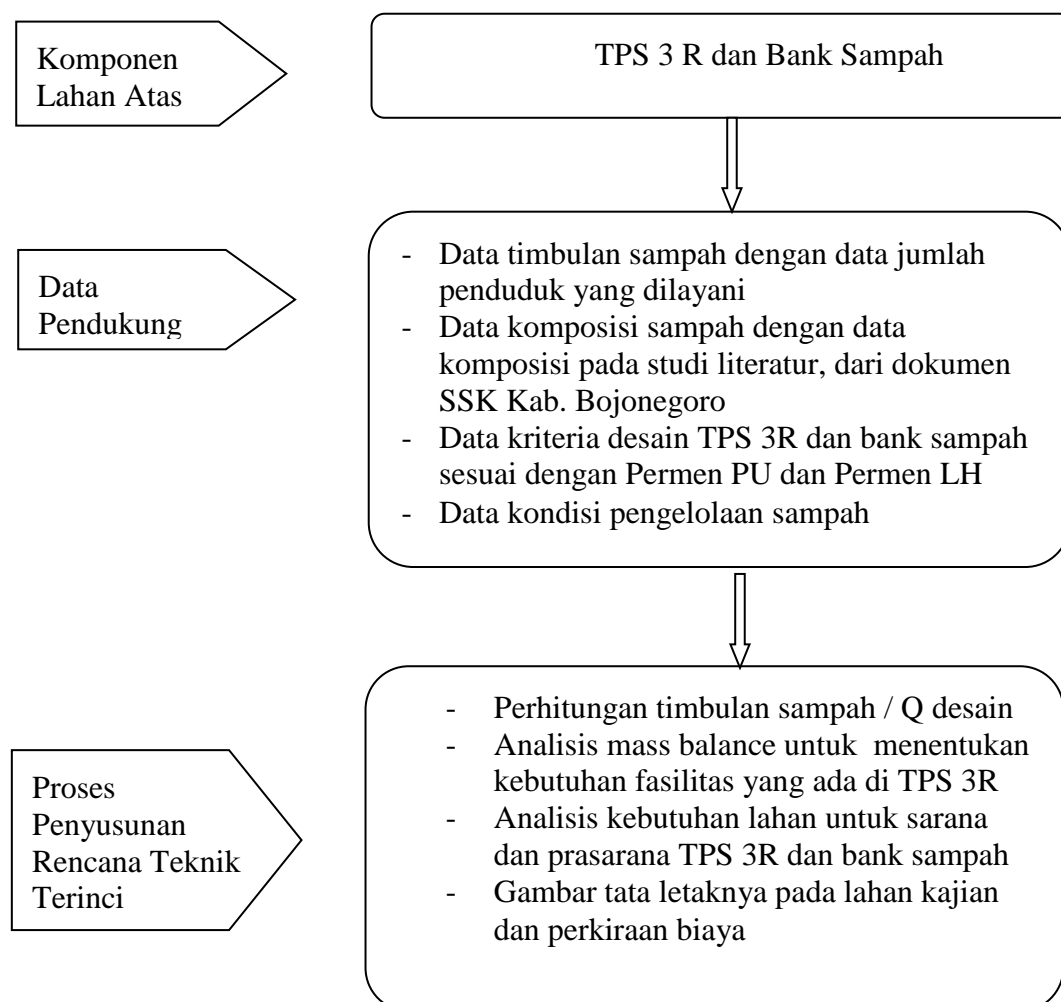 Komponen
Lahan Atas
TPS 3 R dan Bank Sampah
Data
Pendukung
- Data timbulan sampah dengan data jumlah
penduduk yang dilayani
- Data komposisi sampah dengan data
komposisi pada studi literatur, dari dokumen
SSK Kab. Bojonegoro
- Data kriteria desain TPS 3R dan bank sampah
sesuai dengan Permen PU dan Permen LH
- Data kondisi pengelolaan sampah
Proses
Penyusunan
Rencana Teknik
Terinci
- Perhitungan timbulan sampah / Q desain
- Analisis mass balance untuk menentukan
kebutuhan fasilitas yang ada di TPS 3R
- Analisis kebutuhan lahan untuk sarana
dan prasarana TPS 3R dan bank sampah
- Gambar tata letaknya pada lahan kajian
dan perkiraan biaya